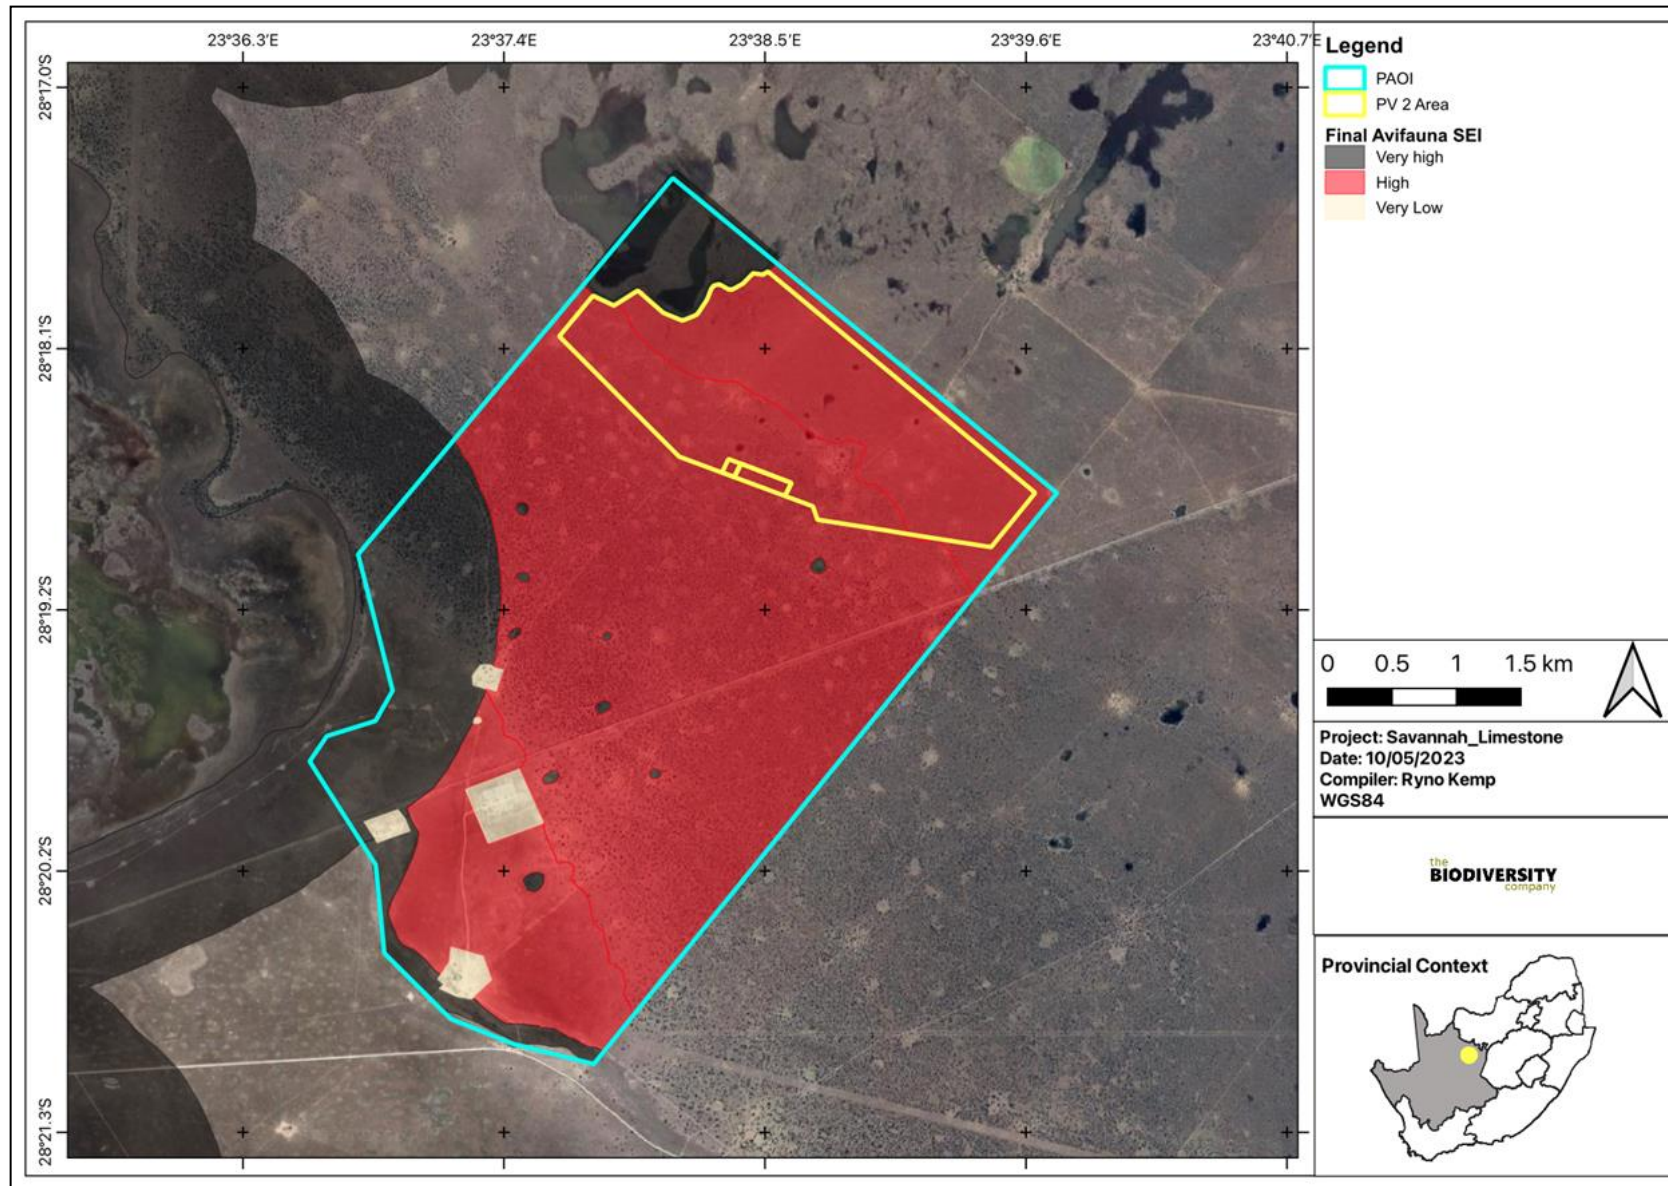 23°36.3'E
23°37.4'E
23°38.5'E
23°39.6'E
23°40.7'E
28°17.0'S
28°18.1'S
28°19.2'S
28°20.2'S
28°21.3'S
Legend
PAOI
PV 2 Area
Final Avifauna SEI
Very high
High
Very Low
0 0.5 1 1.5 km
Project: Savannah_Limestone
Date: 10/05/2023
Compiler: Ryno Kemp
WGS84
the
BIODIVERSITY
company
Provincial Context